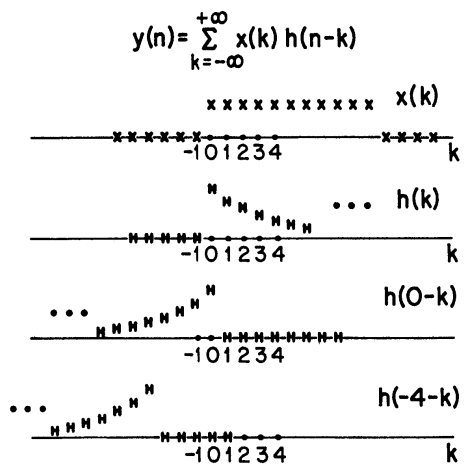 y(n)= +∞ Σ k=-∞ x(k) h(n-k)
x x x x x x x x x x x x(k)
x x x x x x x x x x
-1 0 1 2 3 4 k
H H H H H H H ... h(k)
H H H H H
-1 0 1 2 3 4 k
... H H H H H H H H h(0-k)
H H H H H H H H
-1 0 1 2 3 4 k
... H H H H H H H h(-4-k)
H H H H H
-1 0 1 2 3 4 k